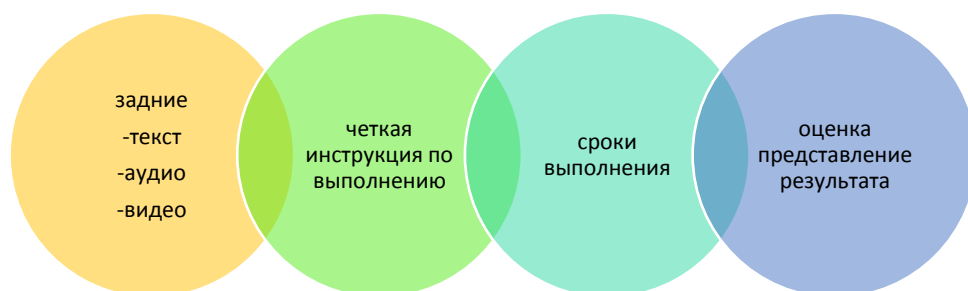 задние
-текст
-аудио
-видео
четкая
инструкция по
выполнению
сроки
выполнения
оценка
представление
результата